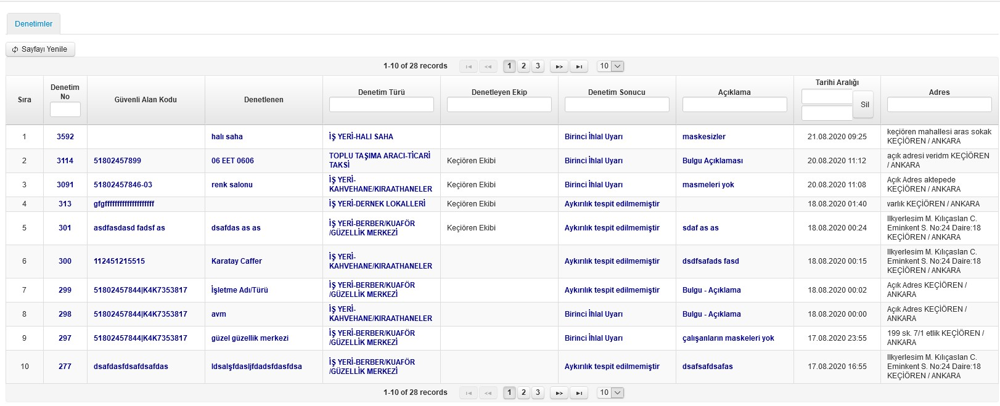 Denetimler
Sayfayı Yenile
1-10 of 28 records 1 2 3 10
Sıra Denetim No Güvenli Alan Kodu Denetlenen Denetim Türü Denetleyen Ekip Denetim Sonucu Açıklama Tarihi Aralığı Sil Adres
1 3592 halı saha İŞ YERİ-HALI SAHA Birinci İhlal Uyarı maskesizler 21.08.2020 09:25 keçiören mahallesi aras sokak
KEÇİÖREN / ANKARA
2 3114 51802457899 06 EET 0606 TOPLU TAŞIMA ARACI-TİCARİ
TAKSİ Keçiören Ekibi Birinci İhlal Uyarı Bulgu Açıklaması 20.08.2020 11:12 açık adresi veridm KEÇİÖREN
/ ANKARA
3 3091 51802457846-03 renk salonu İŞ YERİ-
KAHVEHANE/KIRAATHANELER Keçiören Ekibi Birinci İhlal Uyarı masmeleri yok 20.08.2020 11:08 Açık Adres aktepede
KEÇİÖREN / ANKARA
4 313 gfgffffffffffffffffffff İŞ YERİ-DERNEK LOKALLERİ Keçiören Ekibi Aykırılık tespit edilmemiştir 18.08.2020 01:40 varlık KEÇİÖREN / ANKARA
5 301 asdfasdasd fadsf as dsafdas as as İŞ YERİ-BERBER/KUAFÖR
/GÜZELLİK MERKEZİ Keçiören Ekibi Aykırılık tespit edilmemiştir sdaf as as 18.08.2020 00:24 Ilkyerlesim M. Kılıçaslan C.
Eminkent S. No:24 Daire:18
KEÇİÖREN / ANKARA
6 300 112451215515 Karatay Caffer İŞ YERİ-
KAHVEHANE/KIRAATHANELER Aykırılık tespit edilmemiştir dsdfsafads fasd 18.08.2020 00:15 Ilkyerlesim M. Kılıçaslan C.
Eminkent S. No:24 Daire:18
KEÇİÖREN / ANKARA
7 299 51802457844|K4K7353817 İşletme Adı/Türü İŞ YERİ-BERBER/KUAFÖR
/GÜZELLİK MERKEZİ Aykırılık tespit edilmemiştir Bulgu - Açıklama 18.08.2020 00:02 Açık Adres KEÇİÖREN /
ANKARA
8 298 51802457844|K4K7353817 avm İŞ YERİ-
KAHVEHANE/KIRAATHANELER Birinci İhlal Uyarı Bulgu - Açıklama 18.08.2020 00:00 Açık Adres KEÇİÖREN /
ANKARA
9 297 51802457844|K4K7353817 güzel güzellik merkezi İŞ YERİ-BERBER/KUAFÖR
/GÜZELLİK MERKEZİ Birinci İhlal Uyarı çalışanların maskeleri yok 17.08.2020 23:55 199 sk. 7/1 etlik KEÇİÖREN /
ANKARA
10 277 dsafdasfdsafdsafdas ldsalşfdasljfdadsfdasfdsa İŞ YERİ-BERBER/KUAFÖR
/GÜZELLİK MERKEZİ Aykırılık tespit edilmemiştir dsafsafdsafas 17.08.2020 16:55 Ilkyerlesim M. Kılıçaslan C.
Eminkent S. No:24 Daire:18
KEÇİÖREN / ANKARA
1-10 of 28 records 1 2 3 10